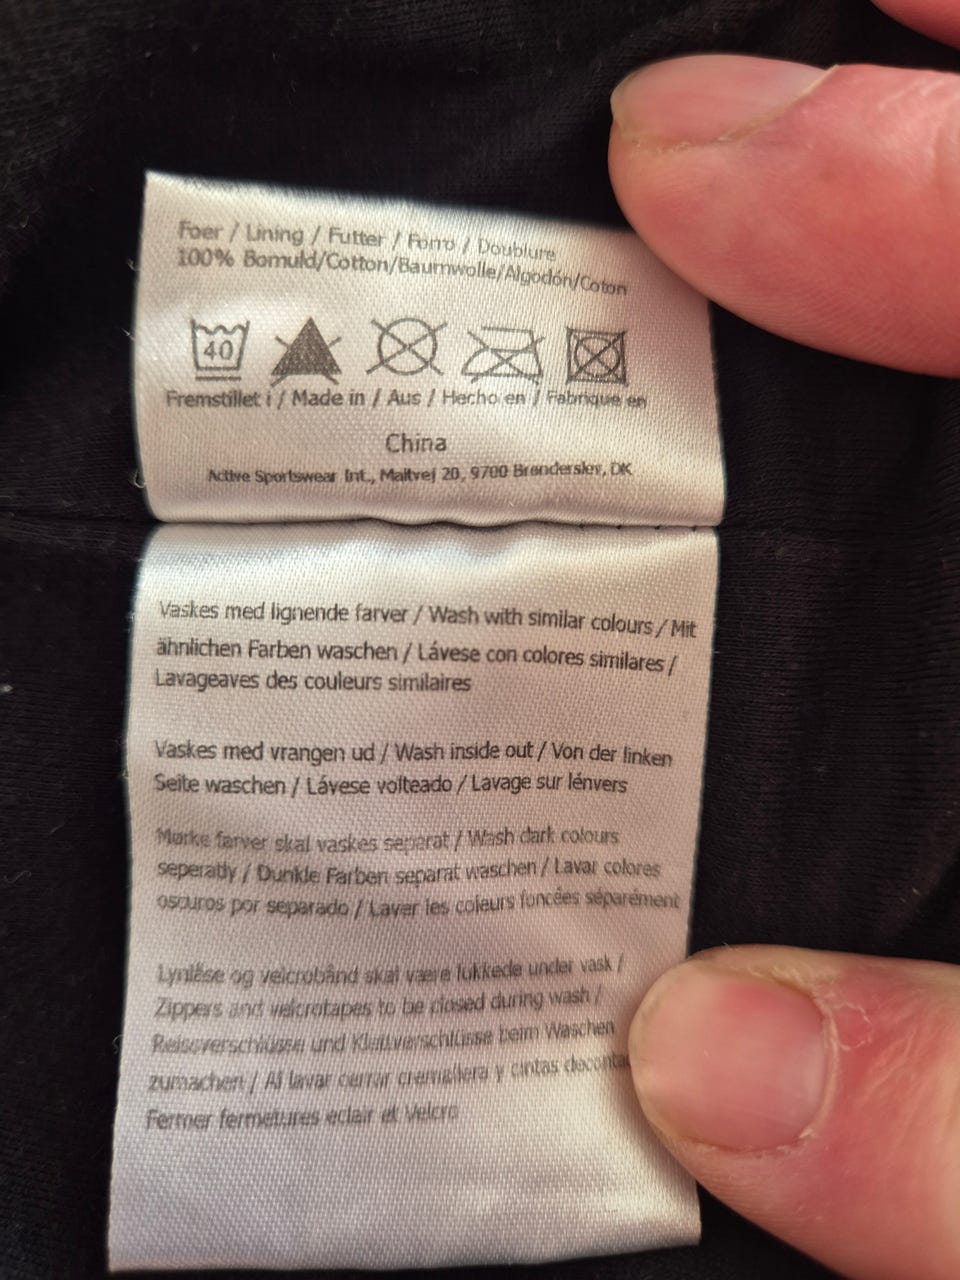 Foer / Lining / Futter / Forro / Doublure
100% Bomuld/Cotton/Baumwolle/Algodón/Coton
40
Fremstillet i / Made in / Aus / Hecho en / Fabrique en
China
Active Sportswear Int., Maltvej 20, 9700 Brønderslev, DK
Vaskes med lignende farver / Wash with similar colours / Mit
ähnlichen Farben waschen / Lávese con colores similares /
Lavageaves des couleurs similaires
Vaskes med vrangen ud / Wash inside out / Von der linken
Seite waschen / Lávese volteado / Lavage sur lénvers
Mørke farver skal vaskes seperat / Wash dark colours
seperatly / Dunkle Farben separat waschen / Lavar colores
oscuros por separado / Laver les coleurs foncées séparément
Lynlåse og velcrobånd skal være lukkede under vask /
Zippers and velcrotapes to be closed during wash /
Reissverschlüsse und Klettverschlüsse beim Waschen
zumachen / Al lavar cerrar cremallera y cintas
Fermer fermetures eclair et Velcro